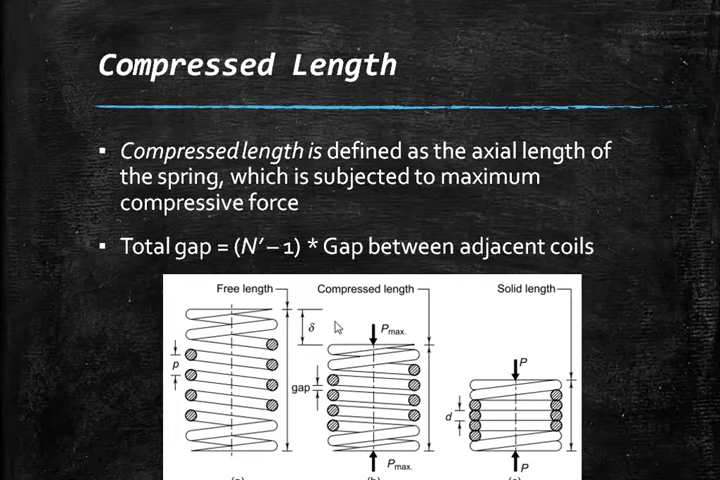 Compressed Length
▪ Compressed length is defined as the axial length of
the spring, which is subjected to maximum
compressive force
▪ Total gap = (N′ – 1) * Gap between adjacent coils
Free length
Compressed length
Solid length
δ
Pmax.
P
p
gap
d
Pmax.
P